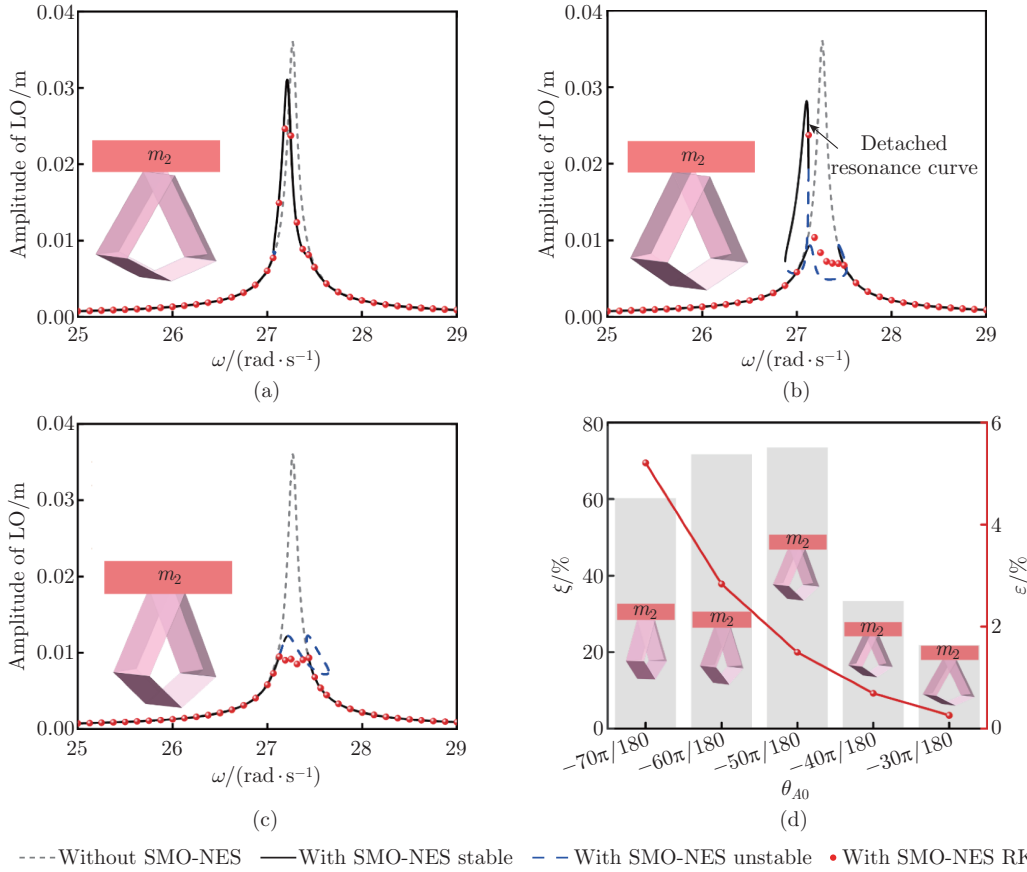 0.04
0.03
0.02
0.01
0.00
Amplitude of LO/m
m₂
25 26 27 28 29
ω/(rad·s⁻¹)
(a)
0.04
0.03
0.02
0.01
0.00
Amplitude of LO/m
m₂
Detached
resonance curve
25 26 27 28 29
ω/(rad·s⁻¹)
(b)
0.04
0.03
0.02
0.01
0.00
Amplitude of LO/m
m₂
25 26 27 28 29
ω/(rad·s⁻¹)
(c)
80
60
40
20
0
ξ/%
6
4
2
0
ε/%
m₂
m₂
m₂
m₂
m₂
−70π/180 −60π/180 −50π/180 −40π/180 −30π/180
θ_A0
(d)
Without SMO-NES With SMO-NES stable With SMO-NES unstable With SMO-NES RK